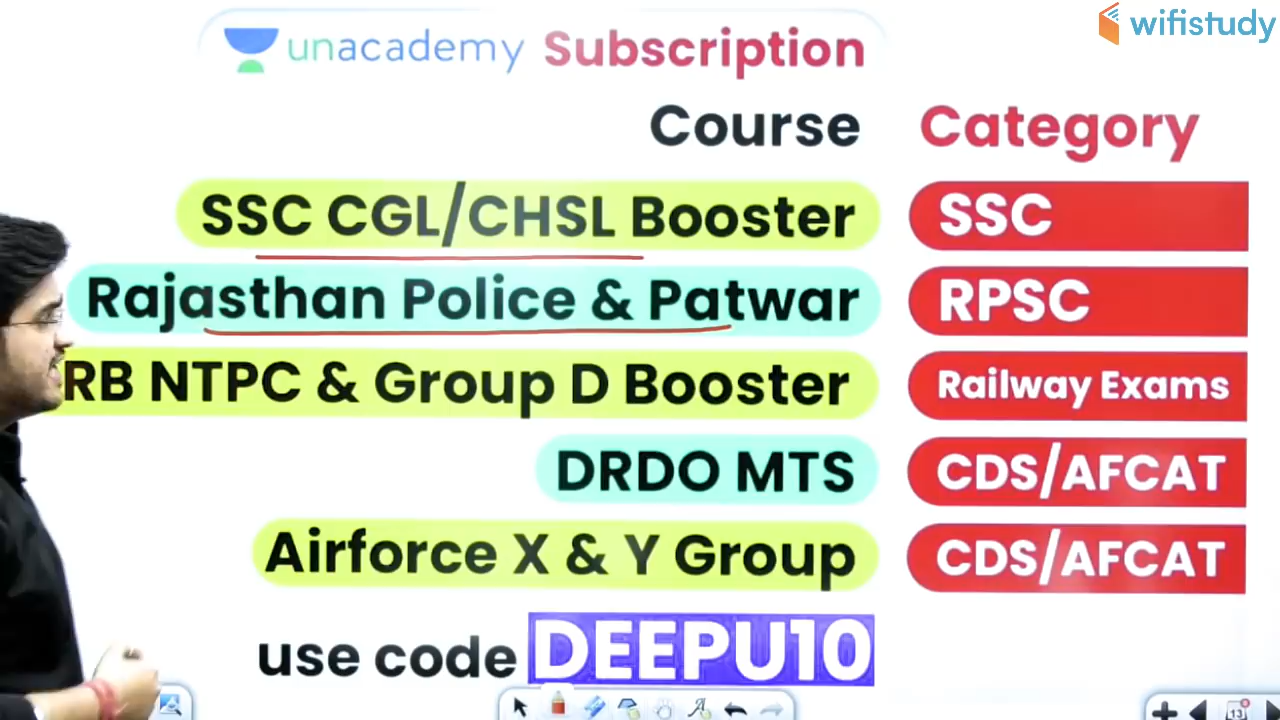 wifistudy
unacademy Subscription
Course Category
SSC CGL/CHSL Booster SSC
Rajasthan Police & Patwar RPSC
RB NTPC & Group D Booster Railway Exams
DRDO MTS CDS/AFCAT
Airforce X & Y Group CDS/AFCAT
use code DEEPU10
13